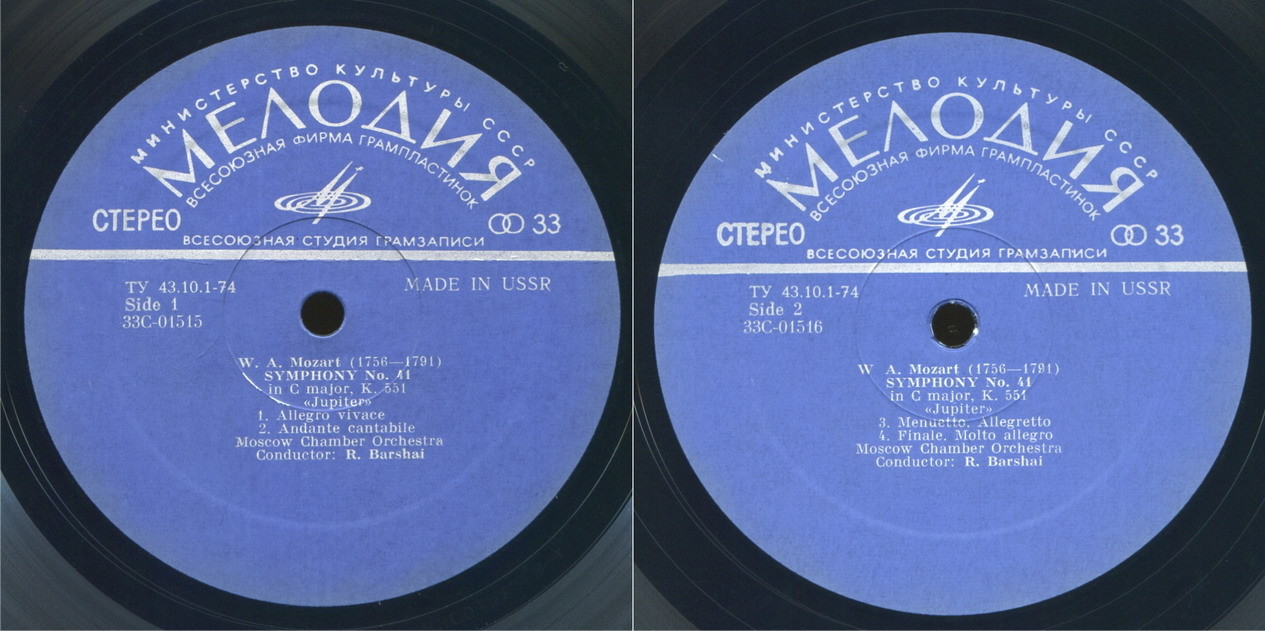 МИНИСТЕРСТВО КУЛЬТУРЫ СССР
МЕЛОДИЯ
ВСЕСОЮЗНАЯ ФИРМА ГРАМПЛАСТИНОК
СТЕРЕО
33
ВСЕСОЮЗНАЯ СТУДИЯ ГРАМЗАПИСИ
ТУ 43.10.1-74
MADE IN USSR
Side 1
33С-01515
W. A. Mozart (1756—1791)
SYMPHONY No. 41
in C major, K. 551
«Jupiter»
1. Allegro vivace
2. Andante cantabile
Moscow Chamber Orchestra
Conductor: R. Barshai
МИНИСТЕРСТВО КУЛЬТУРЫ СССР
МЕЛОДИЯ
ВСЕСОЮЗНАЯ ФИРМА ГРАМПЛАСТИНОК
СТЕРЕО
33
ВСЕСОЮЗНАЯ СТУДИЯ ГРАМЗАПИСИ
ТУ 43.10.1-74
MADE IN USSR
Side 2
33С-01516
W A. Mozart (1756—1791)
SYMPHONY No. 41
in C major, K. 551
«Jupiter»
3. Menuetto. Allegretto
4. Finale. Molto allegro
Moscow Chamber Orchestra
Conductor: R. Barshai